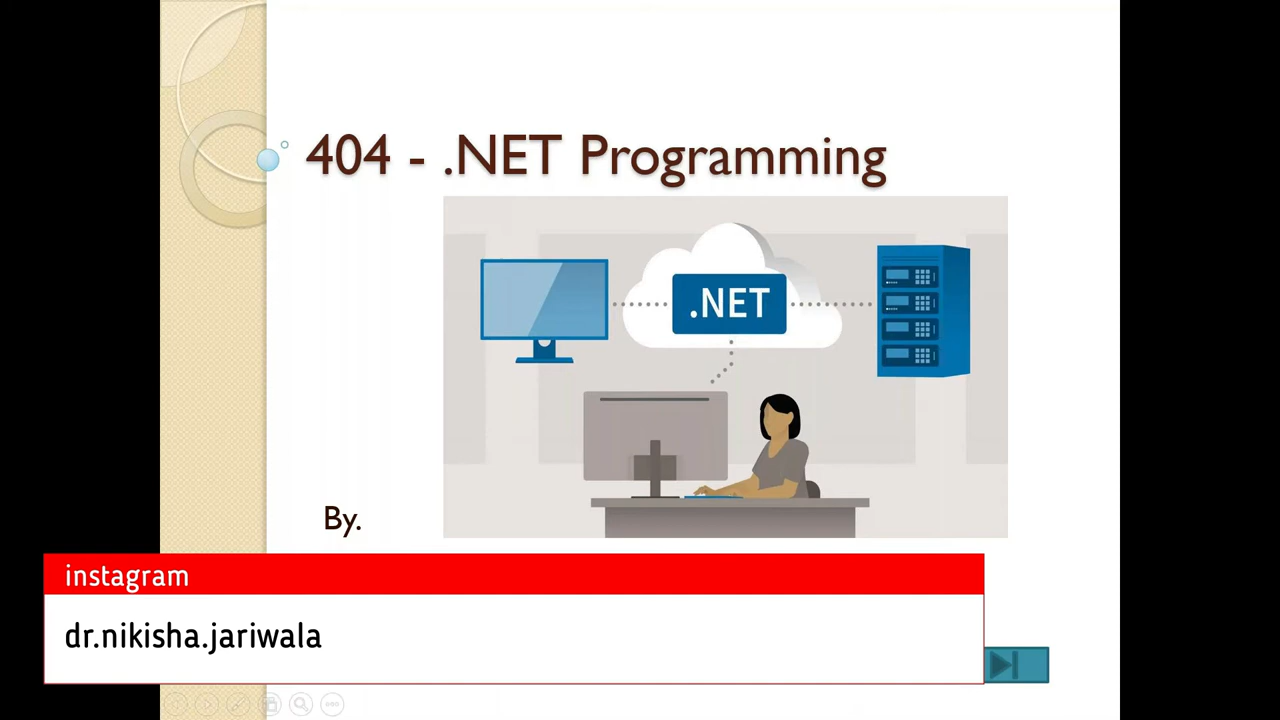 404 - .NET Programming
.NET
By.
instagram
dr.nikisha.jariwala